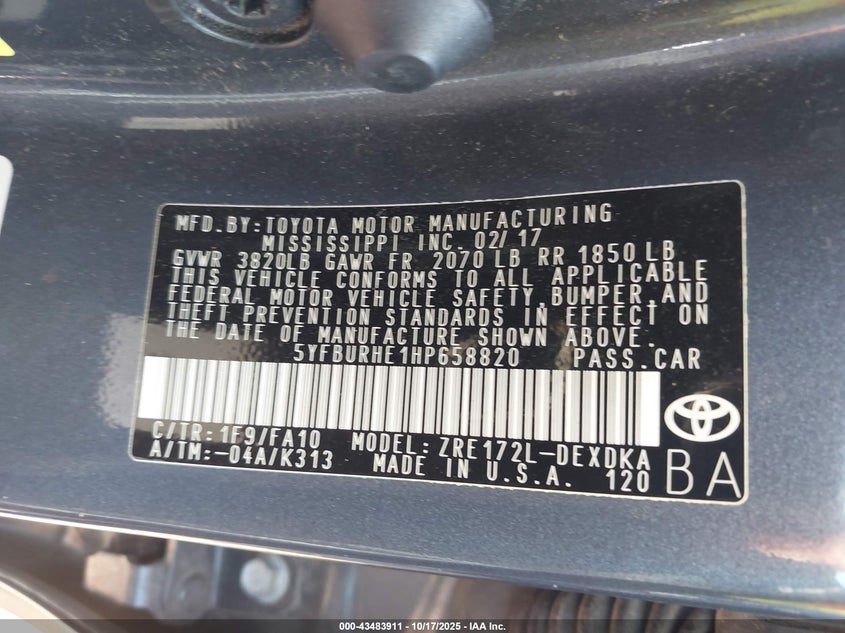 MFD.BY:TOYOTA MOTOR MANUFACTURING
MISSISSIPPI INC. 02/17
GVWR 3820LB GAWR FR 2070 LB RR 1850 LB
THIS VEHICLE CONFORMS TO ALL APPLICABLE
FEDERAL MOTOR VEHICLE SAFETY,BUMPER,AND
THEFT PREVENTION STANDARDS IN EFFECT ON
THE DATE OF MANUFACTURE SHOWN ABOVE.
5YFBURHE1HP658820 PASS.CAR
C/TR:1F9/FA10 MODEL:ZRE172L-DEXDKA
A/TM:-04A/K313 MADE IN U.S.A. 120
BA
000-43483911 - 10/17/2025 - IAA Inc.